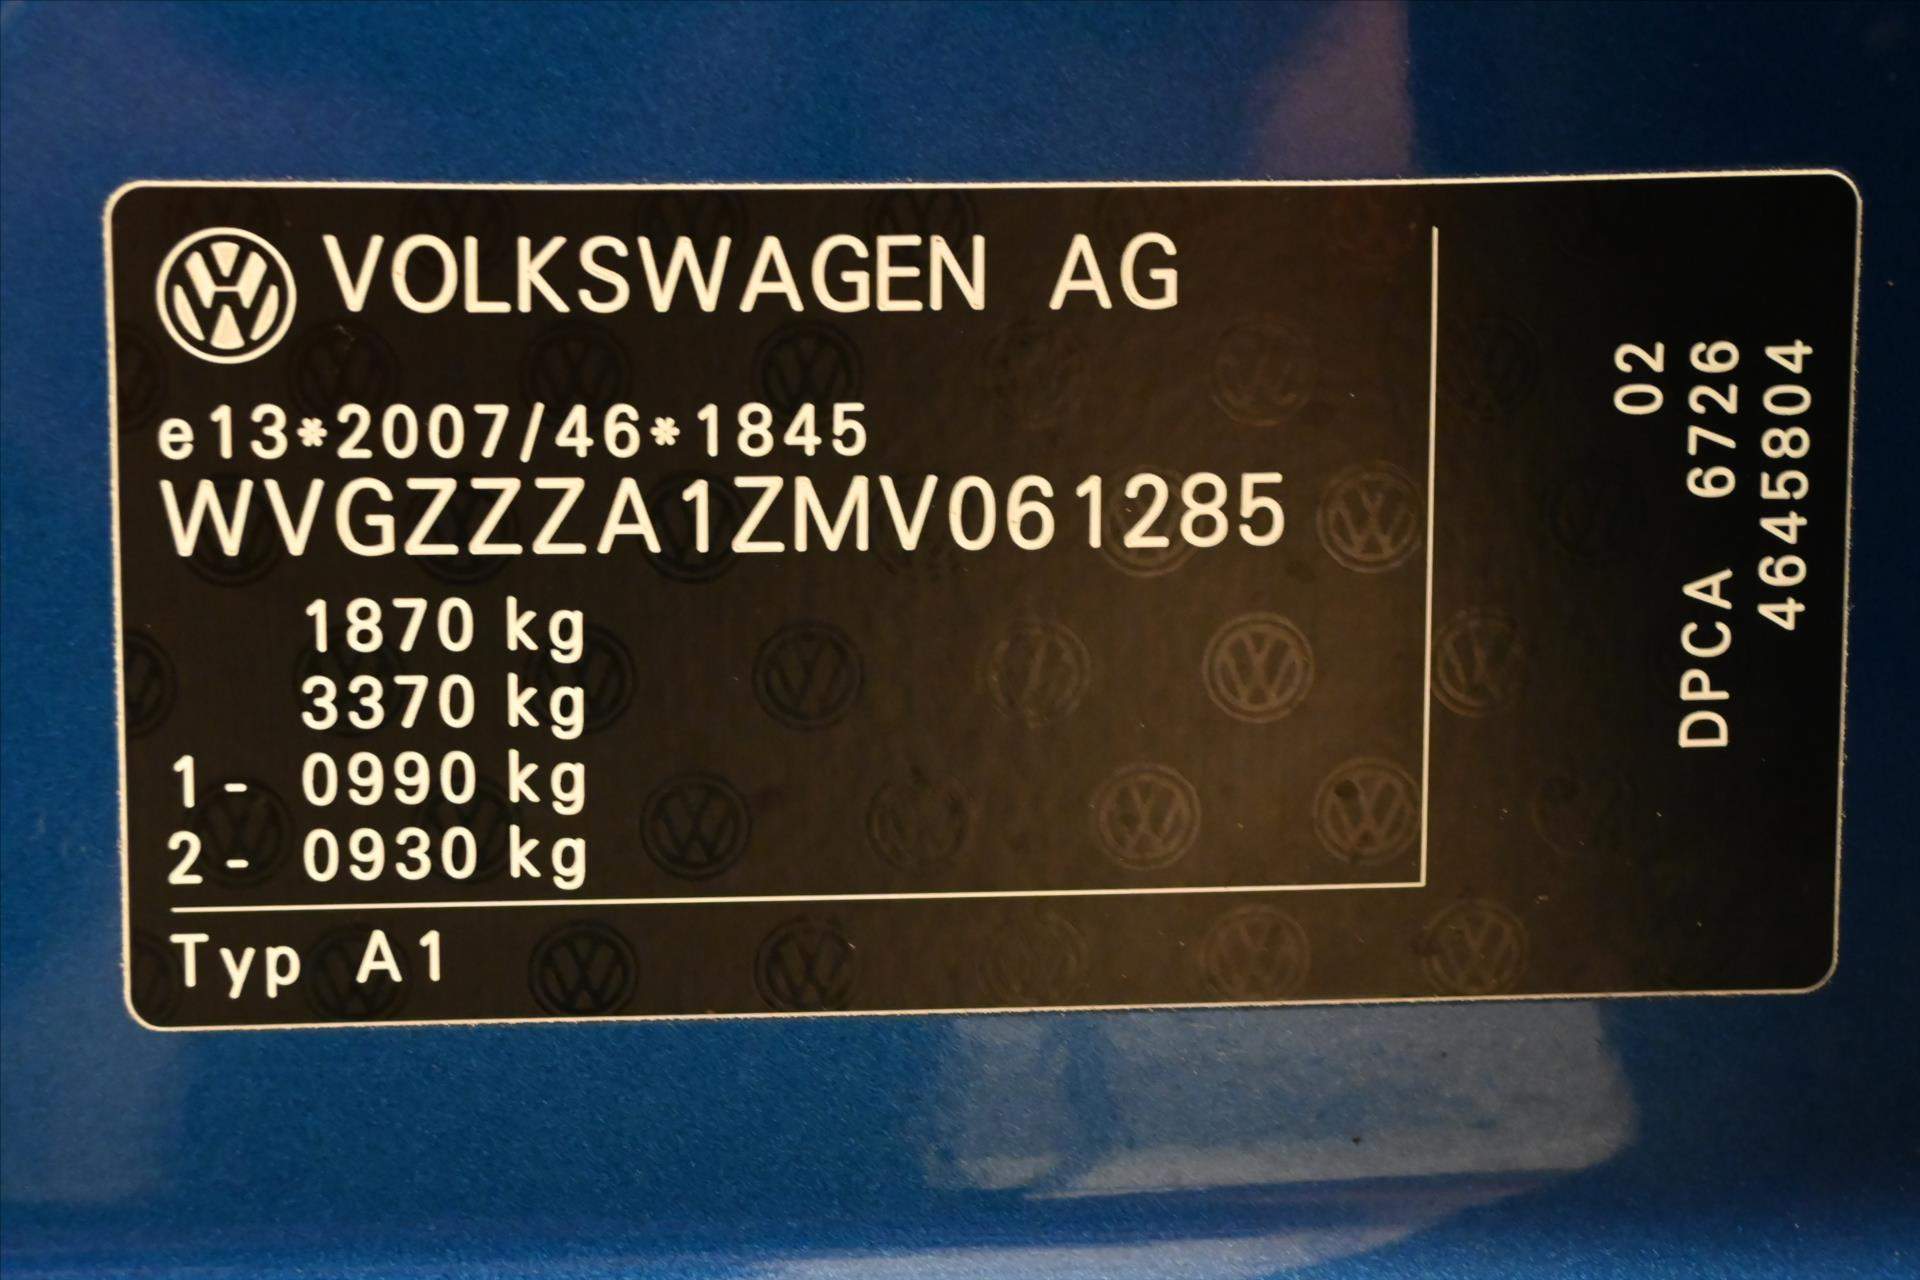 VOLKSWAGEN AG
e13*2007/46*1845
WVGZZZA1ZMV061285
1870 kg
3370 kg
1- 0990 kg
2- 0930 kg
Typ A1
02
DPCA 6726
4645804